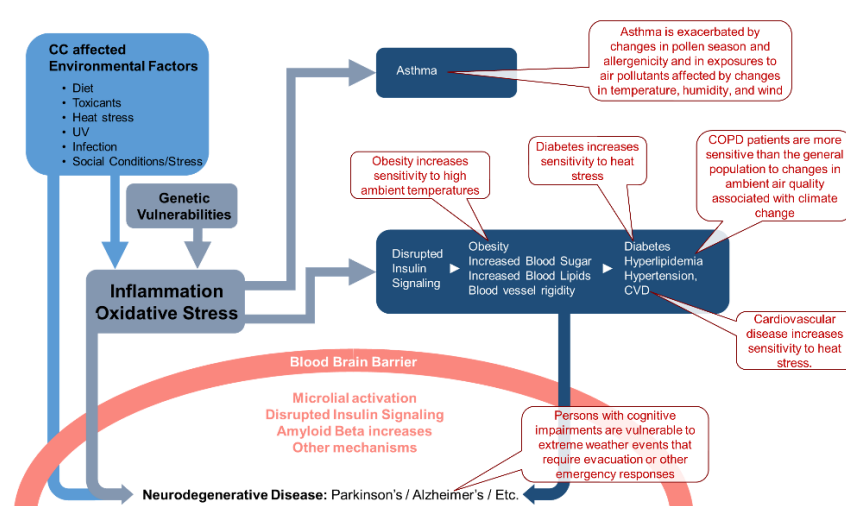 CC affected
Environmental Factors
• Diet
• Toxicants
• Heat stress
• UV
• Infection
• Social Conditions/Stress
Genetic
Vulnerabilities
Inflammation
Oxidative Stress
Asthma
Asthma is exacerbated by
changes in pollen season and
allergenicity and in exposures to
air pollutants affected by changes
in temperature, humidity, and wind
Obesity increases
sensitivity to high
ambient temperatures
Diabetes increases
sensitivity to heat
stress
COPD patients are more
sensitive than the general
population to changes in
ambient air quality
associated with climate
change
Disrupted
Insulin
Signaling
Obesity
Increased Blood Sugar
Increased Blood Lipids
Blood vessel rigidity
Diabetes
Hyperlipidemia
Hypertension,
CVD
Cardiovascular
disease increases
sensitivity to heat
stress.
Blood Brain Barrier
Microlial activation
Disrupted Insulin Signaling
Amyloid Beta increases
Other mechanisms
Persons with cognitive
impairments are vulnerable to
extreme weather events that
require evacuation or other
emergency responses
Neurodegenerative Disease: Parkinson's / Alzheimer's / Etc.